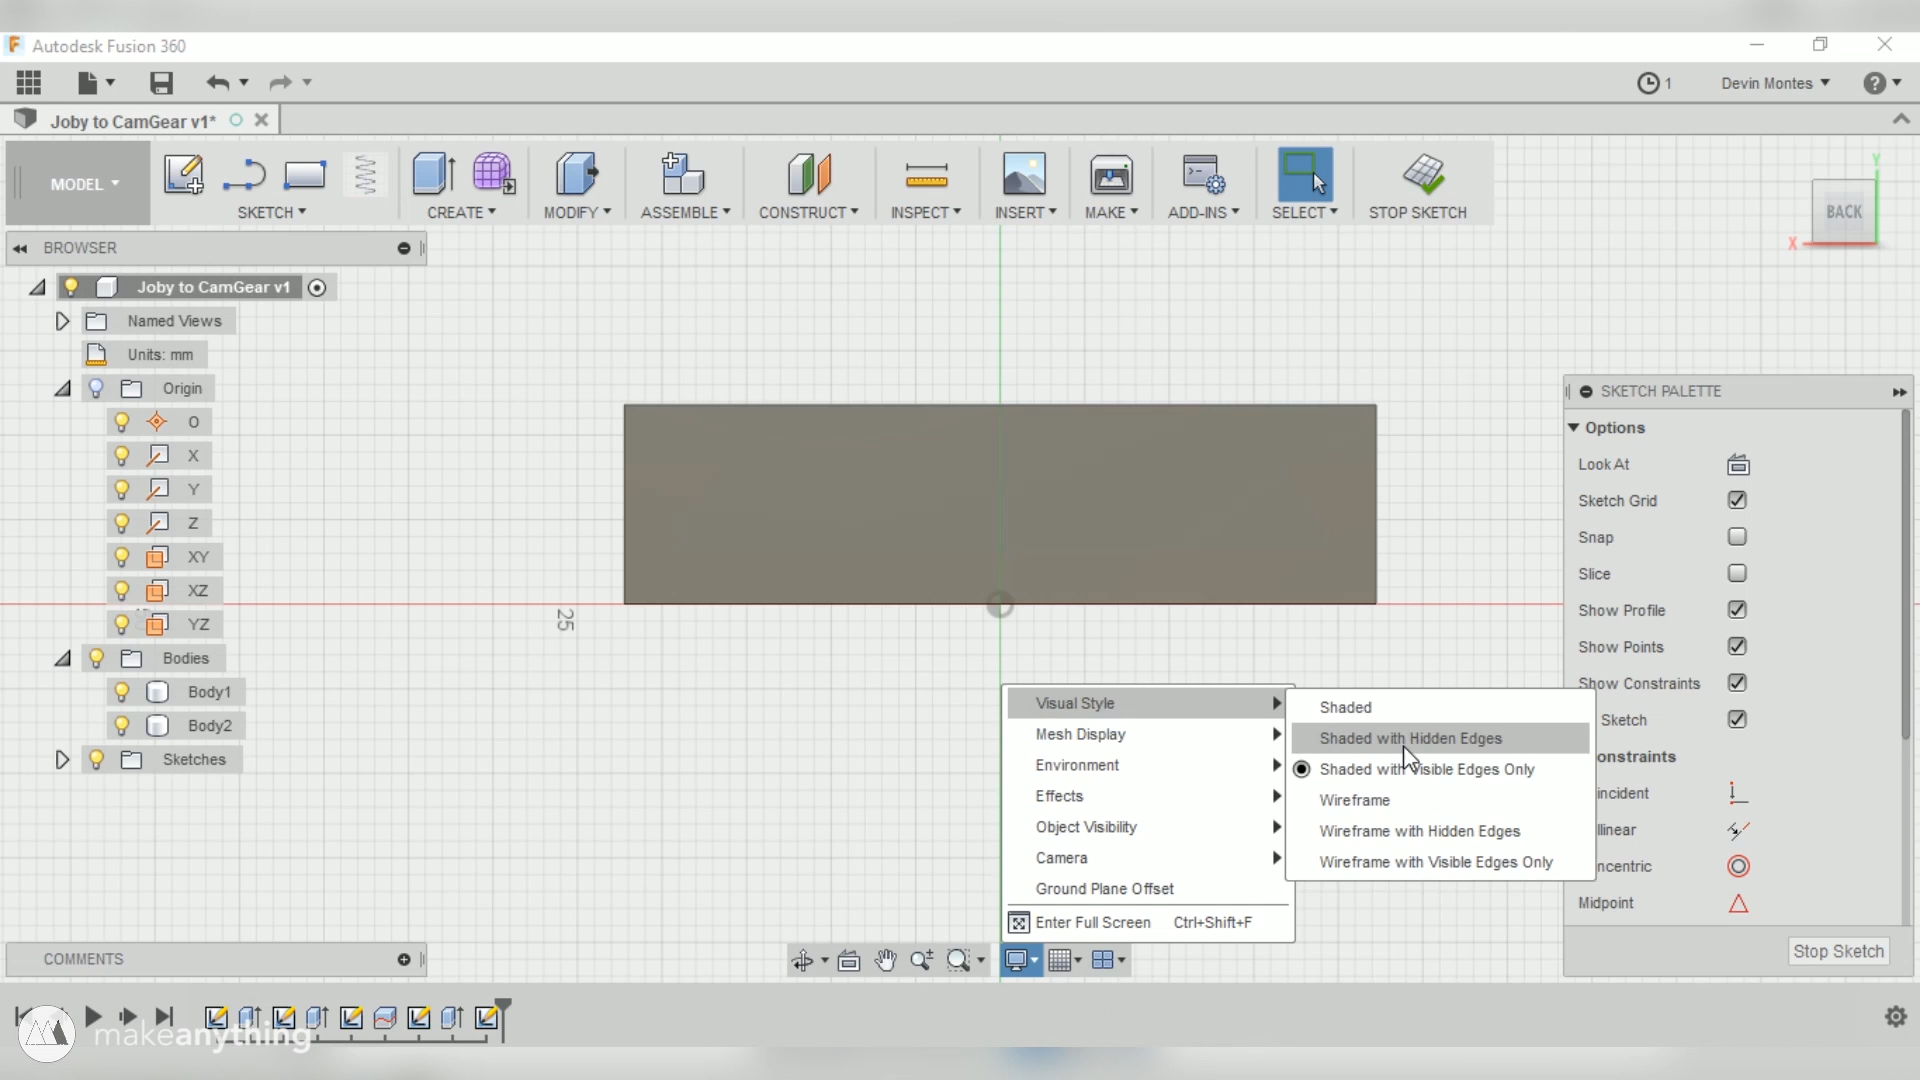 Autodesk Fusion 360
1
Devin Montes
?
Joby to CamGear v1*
MODEL
SKETCH
CREATE
MODIFY
ASSEMBLE
CONSTRUCT
INSPECT
INSERT
MAKE
ADD-INS
SELECT
STOP SKETCH
Y
BACK
X
BROWSER
Joby to CamGear v1
Named Views
Units: mm
Origin
O
X
Y
Z
XY
XZ
YZ
Bodies
Body1
Body2
Sketches
25
SKETCH PALETTE
Options
Look At
Sketch Grid
Snap
Slice
Show Profile
Show Points
Show Constraints
Sketch
onstraints
incident
llinear
ncentric
Midpoint
Stop Sketch
Visual Style
Mesh Display
Environment
Effects
Object Visibility
Camera
Ground Plane Offset
Enter Full Screen Ctrl+Shift+F
Shaded
Shaded with Hidden Edges
Shaded with Visible Edges Only
Wireframe
Wireframe with Hidden Edges
Wireframe with Visible Edges Only
COMMENTS
makeanything